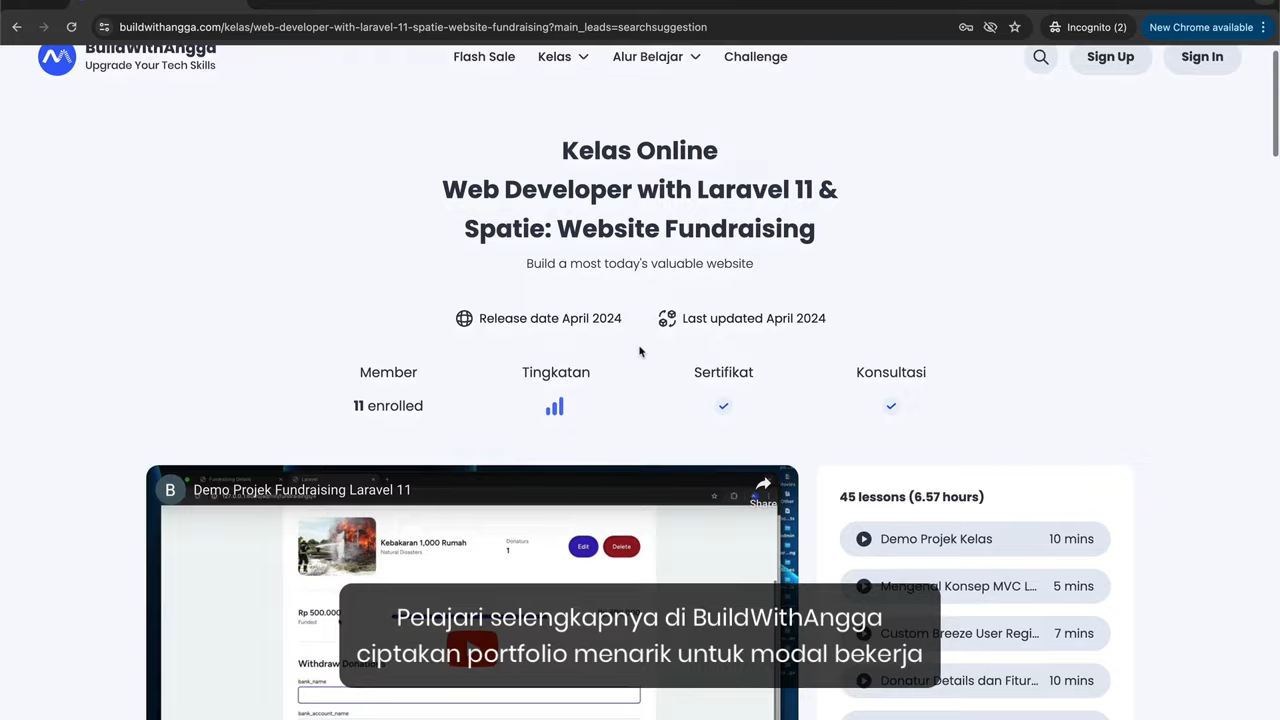 buildwithangga.com/kelas/web-developer-with-laravel-11-spatie-website-fundraising?main_leads=searchsuggestion
Incognito (2)
New Chrome available
BuildWithAngga
Upgrade Your Tech Skills
Flash Sale
Kelas
Alur Belajar
Challenge
Sign Up
Sign In
Kelas Online
Web Developer with Laravel 11 &
Spatie: Website Fundraising
Build a most today's valuable website
Release date April 2024
Last updated April 2024
Member
Tingkatan
Sertifikat
Konsultasi
11 enrolled
B
Demo Projek Fundraising Laravel 11
Share
Kebakaran 1,000 Rumah
Natural Disasters
Donaturs
1
Edit
Delete
Rp 500.000
Funded
Withdraw Donations
bank_name
bank_account_name
45 lessons (6.57 hours)
Demo Projek Kelas 10 mins
Mengenal Konsep MVC L... 5 mins
Custom Breeze User Regi... 7 mins
Donatur Details dan Fitur... 10 mins
Pelajari selengkapnya di BuildWithAngga
ciptakan portfolio menarik untuk modal bekerja